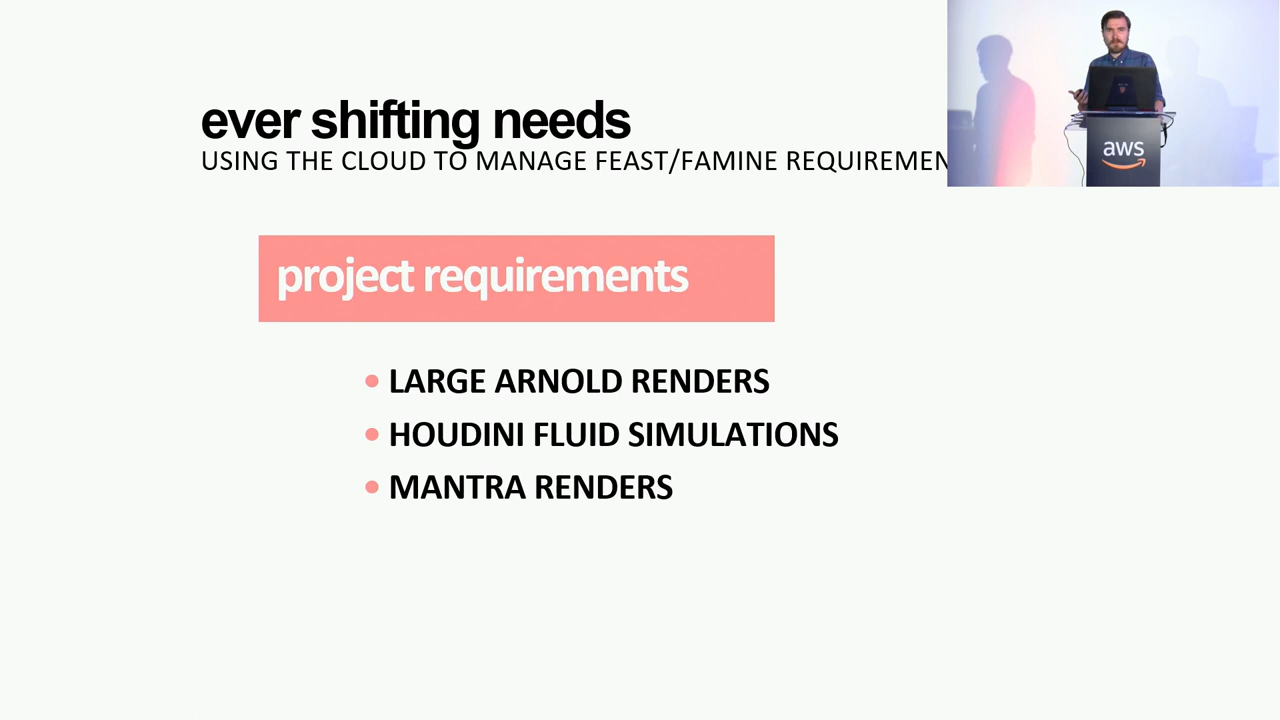 ever shifting needs
USING THE CLOUD TO MANAGE FEAST/FAMINE REQUIREMEN
aws
project requirements
• LARGE ARNOLD RENDERS
• HOUDINI FLUID SIMULATIONS
• MANTRA RENDERS